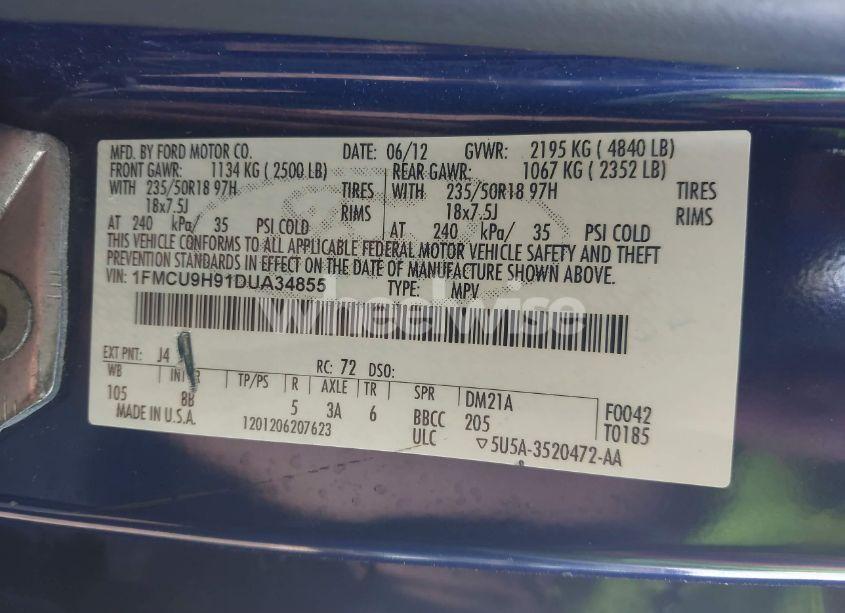 MFD. BY FORD MOTOR CO. DATE: 06/12 GVWR: 2195 KG ( 4840 LB)
FRONT GAWR: 1134 KG ( 2500 LB) REAR GAWR: 1067 KG ( 2352 LB)
WITH 235/50R18 97H TIRES WITH 235/50R18 97H TIRES
18x7.5J RIMS 18x7.5J RIMS
AT 240 kPa/ 35 PSI COLD AT 240 kPa/ 35 PSI COLD
THIS VEHICLE CONFORMS TO ALL APPLICABLE FEDERAL MOTOR VEHICLE SAFETY AND THEFT
PREVENTION STANDARDS IN EFFECT ON THE DATE OF MANUFACTURE SHOWN ABOVE.
VIN: 1FMCU9H91DUA34855 TYPE: MPV
wheelwise
EXT PNT: J4 RC: 72 DSO:
WB TP/PS R AXLE TR SPR DM21A F0042
105 BB 5 3A 6 BBCC 205 T0185
MADE IN U.S.A. 1201206207623 ULC ▽5U5A-3520472-AA